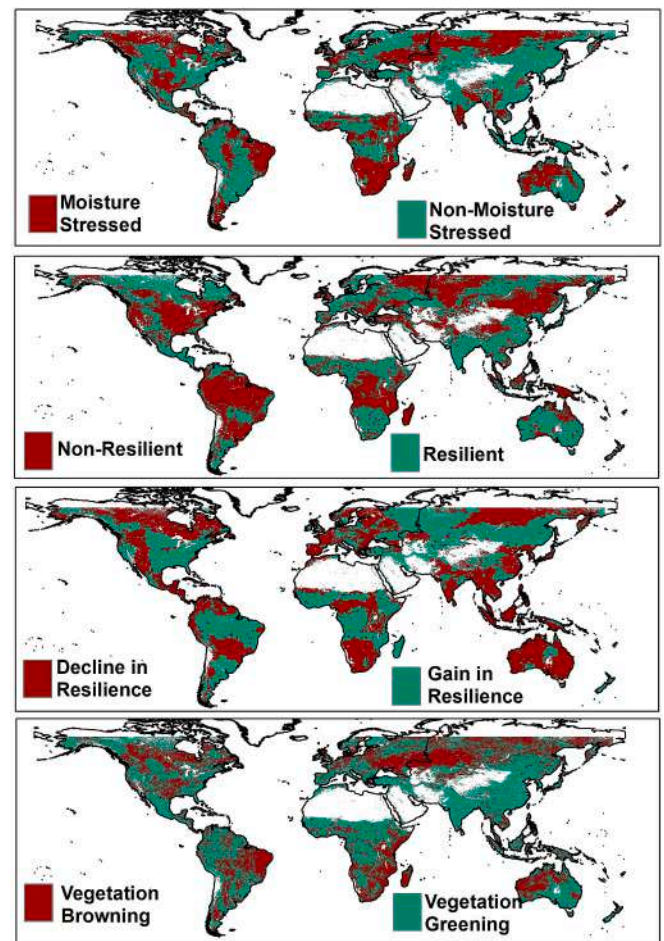 Moisture
Stressed
Non-Moisture
Stressed
Non-Resilient
Resilient
Decline in
Resilience
Gain in
Resilience
Vegetation
Browning
Vegetation
Greening